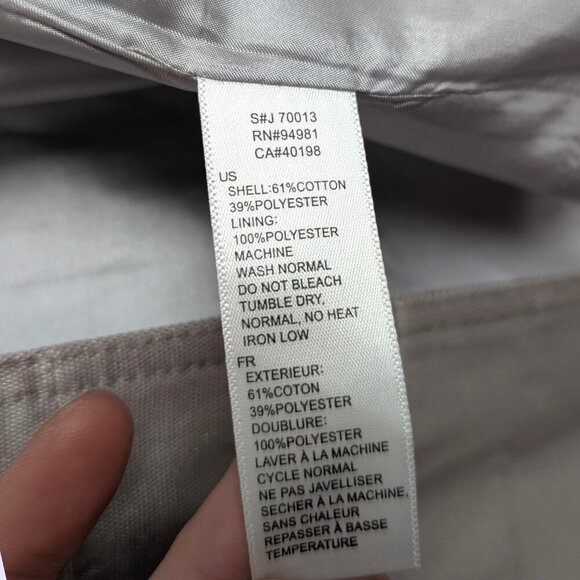 S#J 70013
RN#94981
CA#40198
US
SHELL:61%COTTON
39%POLYESTER
LINING:
100%POLYESTER
MACHINE
WASH NORMAL
DO NOT BLEACH
TUMBLE DRY,
NORMAL, NO HEAT
IRON LOW
FR
EXTERIEUR:
61%COTON
39%POLYESTER
DOUBLURE:
100%POLYESTER
LAVER À LA MACHINE
CYCLE NORMAL
NE PAS JAVELLISER
SECHER À LA MACHINE,
SANS CHALEUR
REPASSER À BASSE
TEMPERATURE